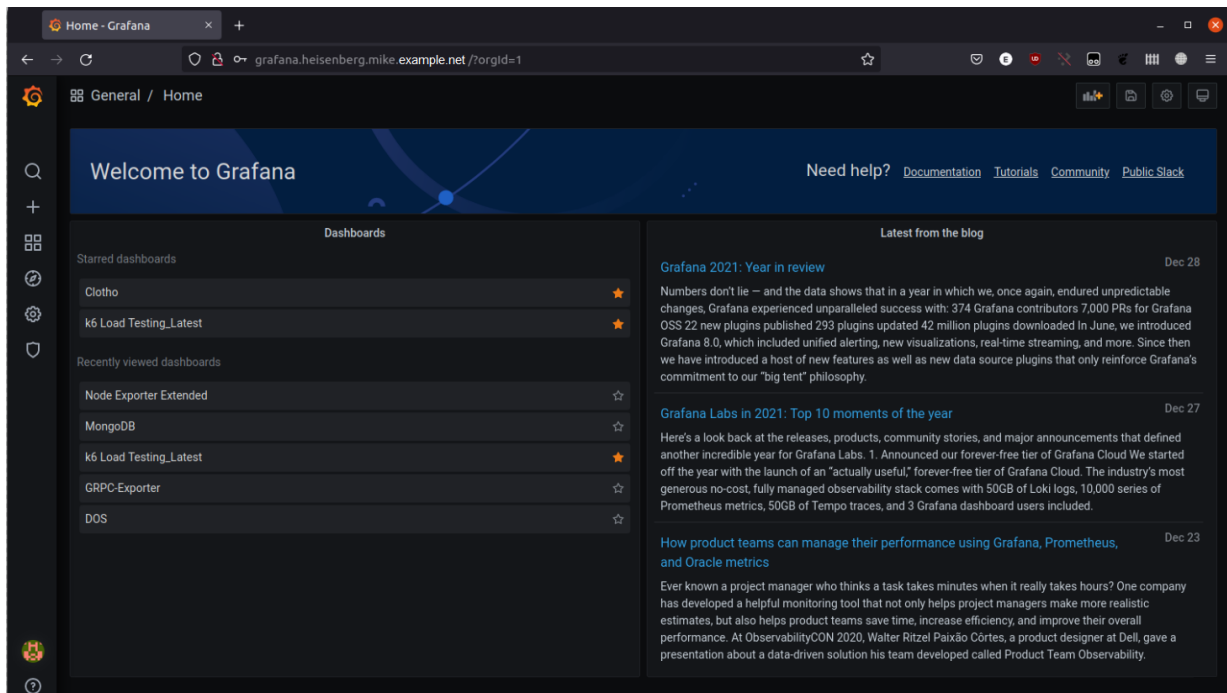 Home - Grafana
grafana.heisenberg.mike.example.net /?orgId=1
General / Home
Welcome to Grafana
Need help? Documentation Tutorials Community Public Slack
Dashboards
Starred dashboards
Clotho
k6 Load Testing_Latest
Recently viewed dashboards
Node Exporter Extended
MongoDB
k6 Load Testing_Latest
GRPC-Exporter
DOS
Latest from the blog
Grafana 2021: Year in review
Dec 28
Numbers don't lie — and the data shows that in a year in which we, once again, endured unpredictable
changes, Grafana experienced unparalleled success with: 374 Grafana contributors 7,000 PRs for Grafana
OSS 22 new plugins published 293 plugins updated 42 million plugins downloaded In June, we introduced
Grafana 8.0, which included unified alerting, new visualizations, real-time streaming, and more. Since then
we have introduced a host of new features as well as new data source plugins that only reinforce Grafana's
commitment to our "big tent" philosophy.
Grafana Labs in 2021: Top 10 moments of the year
Dec 27
Here's a look back at the releases, products, community stories, and major announcements that defined
another incredible year for Grafana Labs. 1. Announced our forever-free tier of Grafana Cloud We started
off the year with the launch of an "actually useful," forever-free tier of Grafana Cloud. The industry's most
generous no-cost, fully managed observability stack comes with 50GB of Loki logs, 10,000 series of
Prometheus metrics, 50GB of Tempo traces, and 3 Grafana dashboard users included.
How product teams can manage their performance using Grafana, Prometheus,
and Oracle metrics
Dec 23
Ever known a project manager who thinks a task takes minutes when it really takes hours? One company
has developed a helpful monitoring tool that not only helps project managers make more realistic
estimates, but also helps product teams save time, increase efficiency, and improve their overall
performance. At ObservabilityCON 2020, Walter Ritzel Paixão Côrtes, a product designer at Dell, gave a
presentation about a data-driven solution his team developed called Product Team Observability.